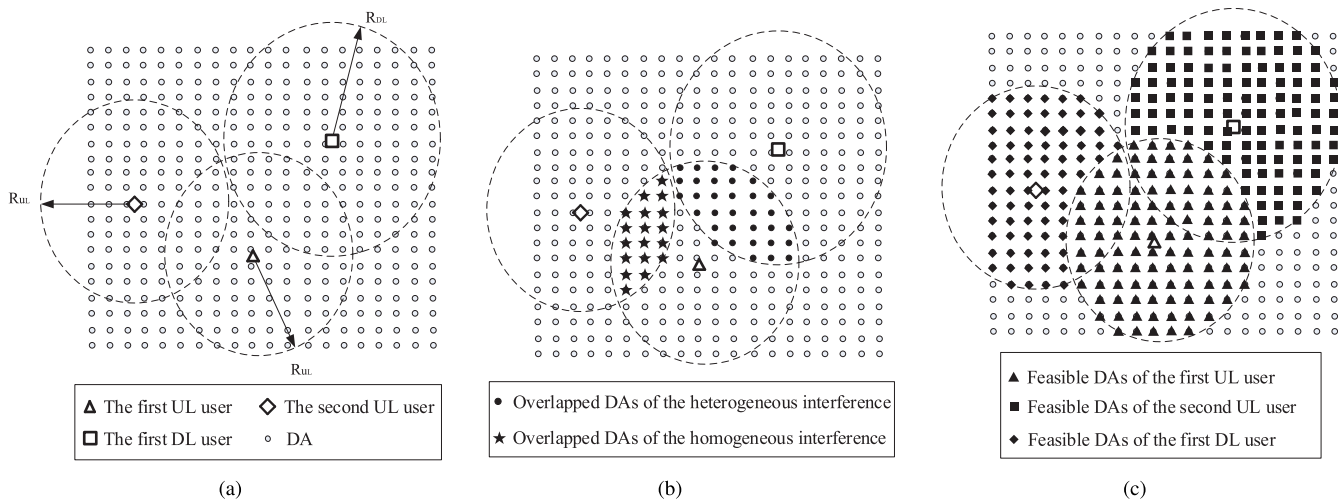 R_DL
R_UL
R_UL
The first UL user
The second UL user
The first DL user
DA
(a)
Overlapped DAs of the heterogeneous interference
Overlapped DAs of the homogeneous interference
(b)
Feasible DAs of the first UL user
Feasible DAs of the second UL user
Feasible DAs of the first DL user
(c)